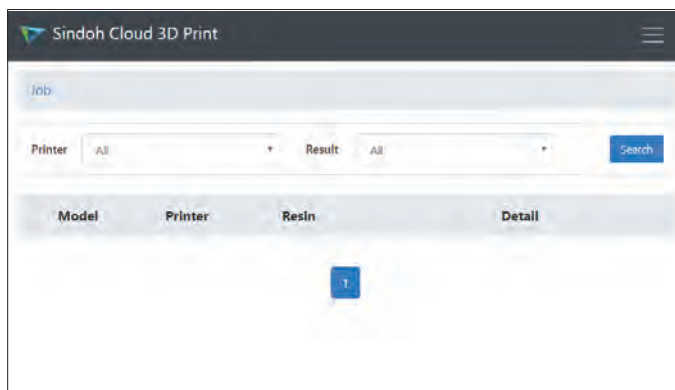 Sindoh Cloud 3D Print
Job
Printer All Result All Search
Model Printer Resin Detail
1